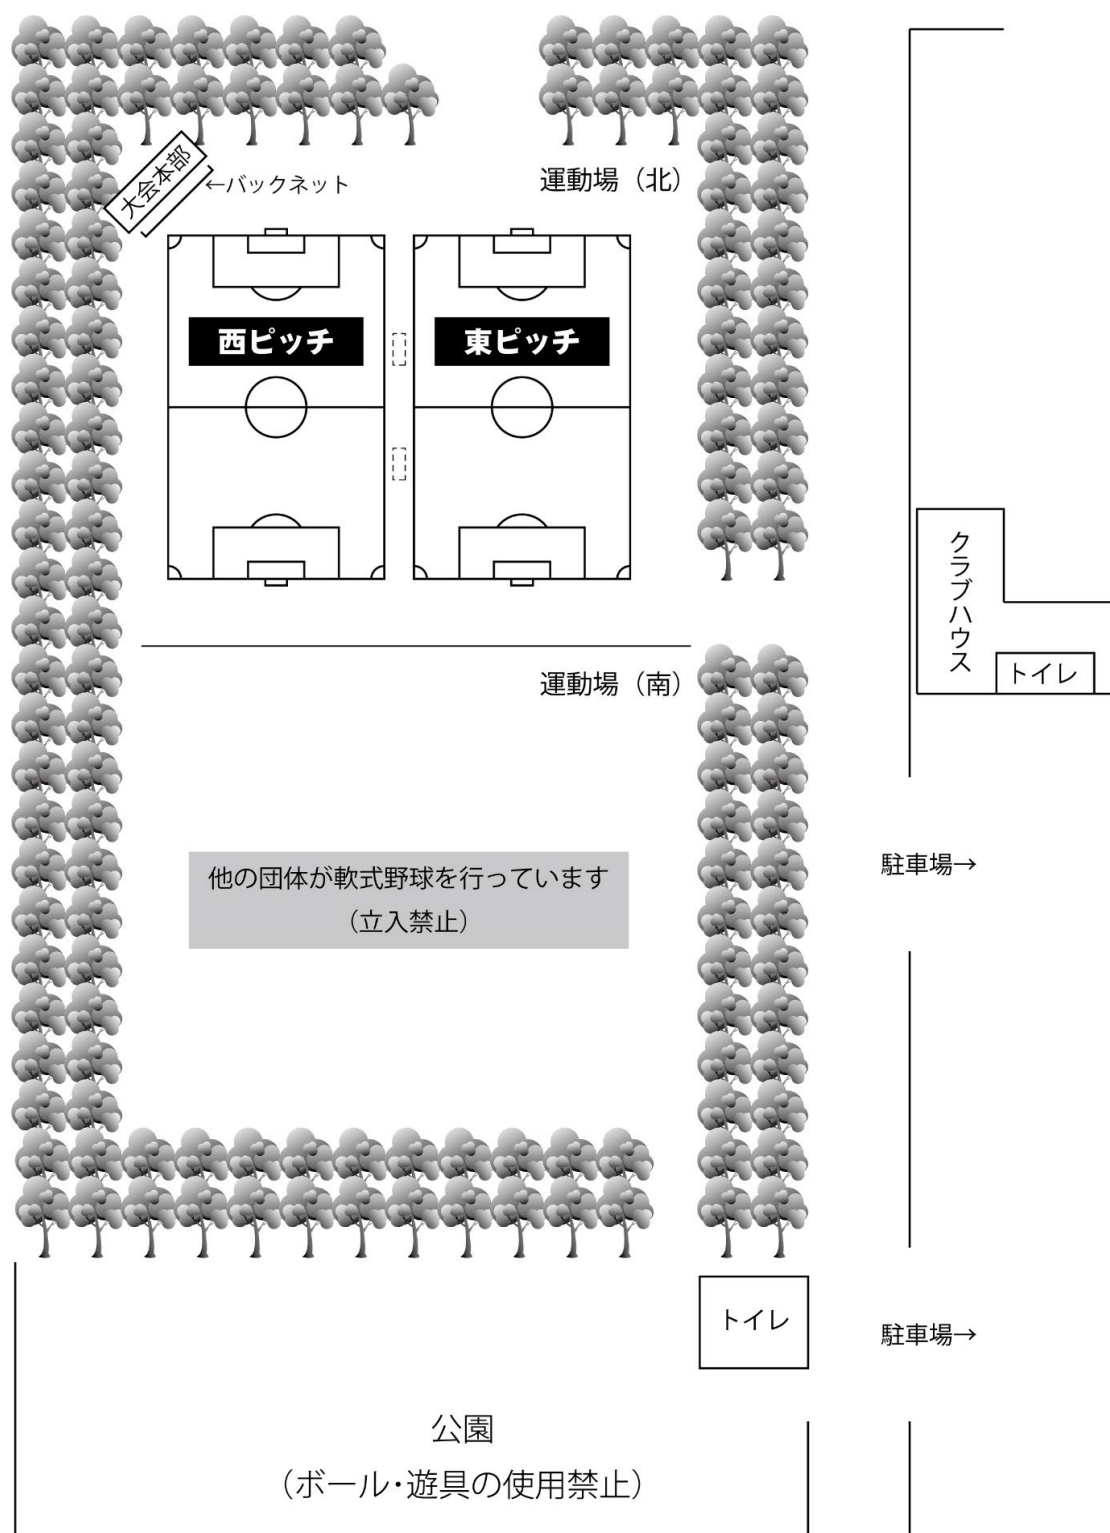 大会本部
←バックネット
運動場（北）
西ピッチ
東ピッチ
クラブハウス
トイレ
運動場（南）
他の団体が軟式野球を行っています
（立入禁止）
駐車場→
トイレ
駐車場→
公園
（ボール・遊具の使用禁止）